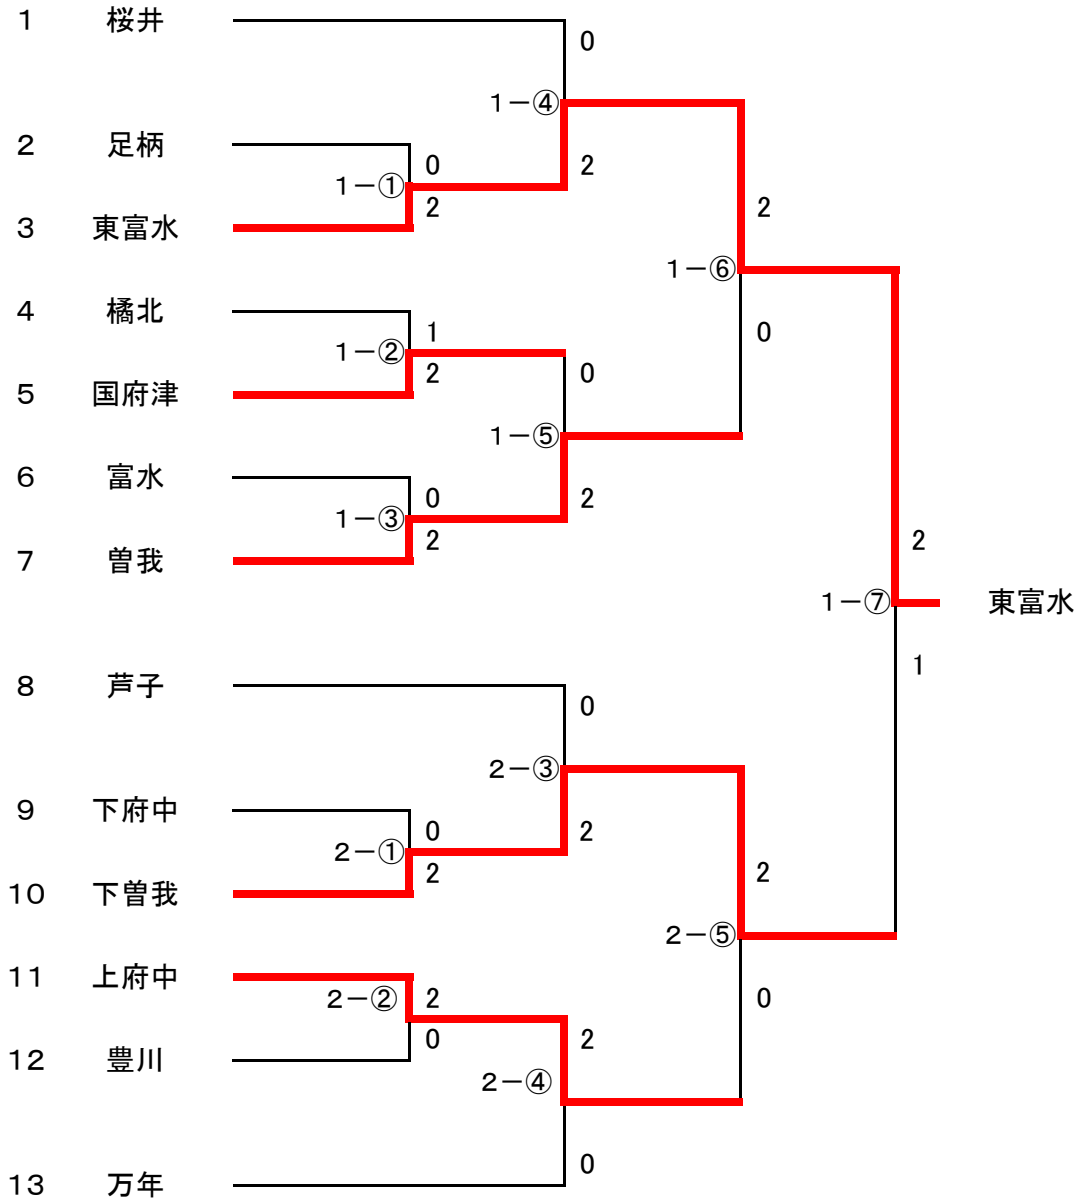 1 桜井
0
1－④
2 足柄
0
2
1－①
3 東富水
2
2
1－⑥
4 橘北
1
0
1－②
5 国府津
2
0
1－⑤
6 富水
0
2
1－③
7 曽我
2
2
1－⑦ 東富水
1
8 芦子
0
2－③
9 下府中
0
2
2－①
10 下曽我
2
2
2－⑤
11 上府中
2－② 2
0
0
2
12 豊川
2－④
0
13 万年